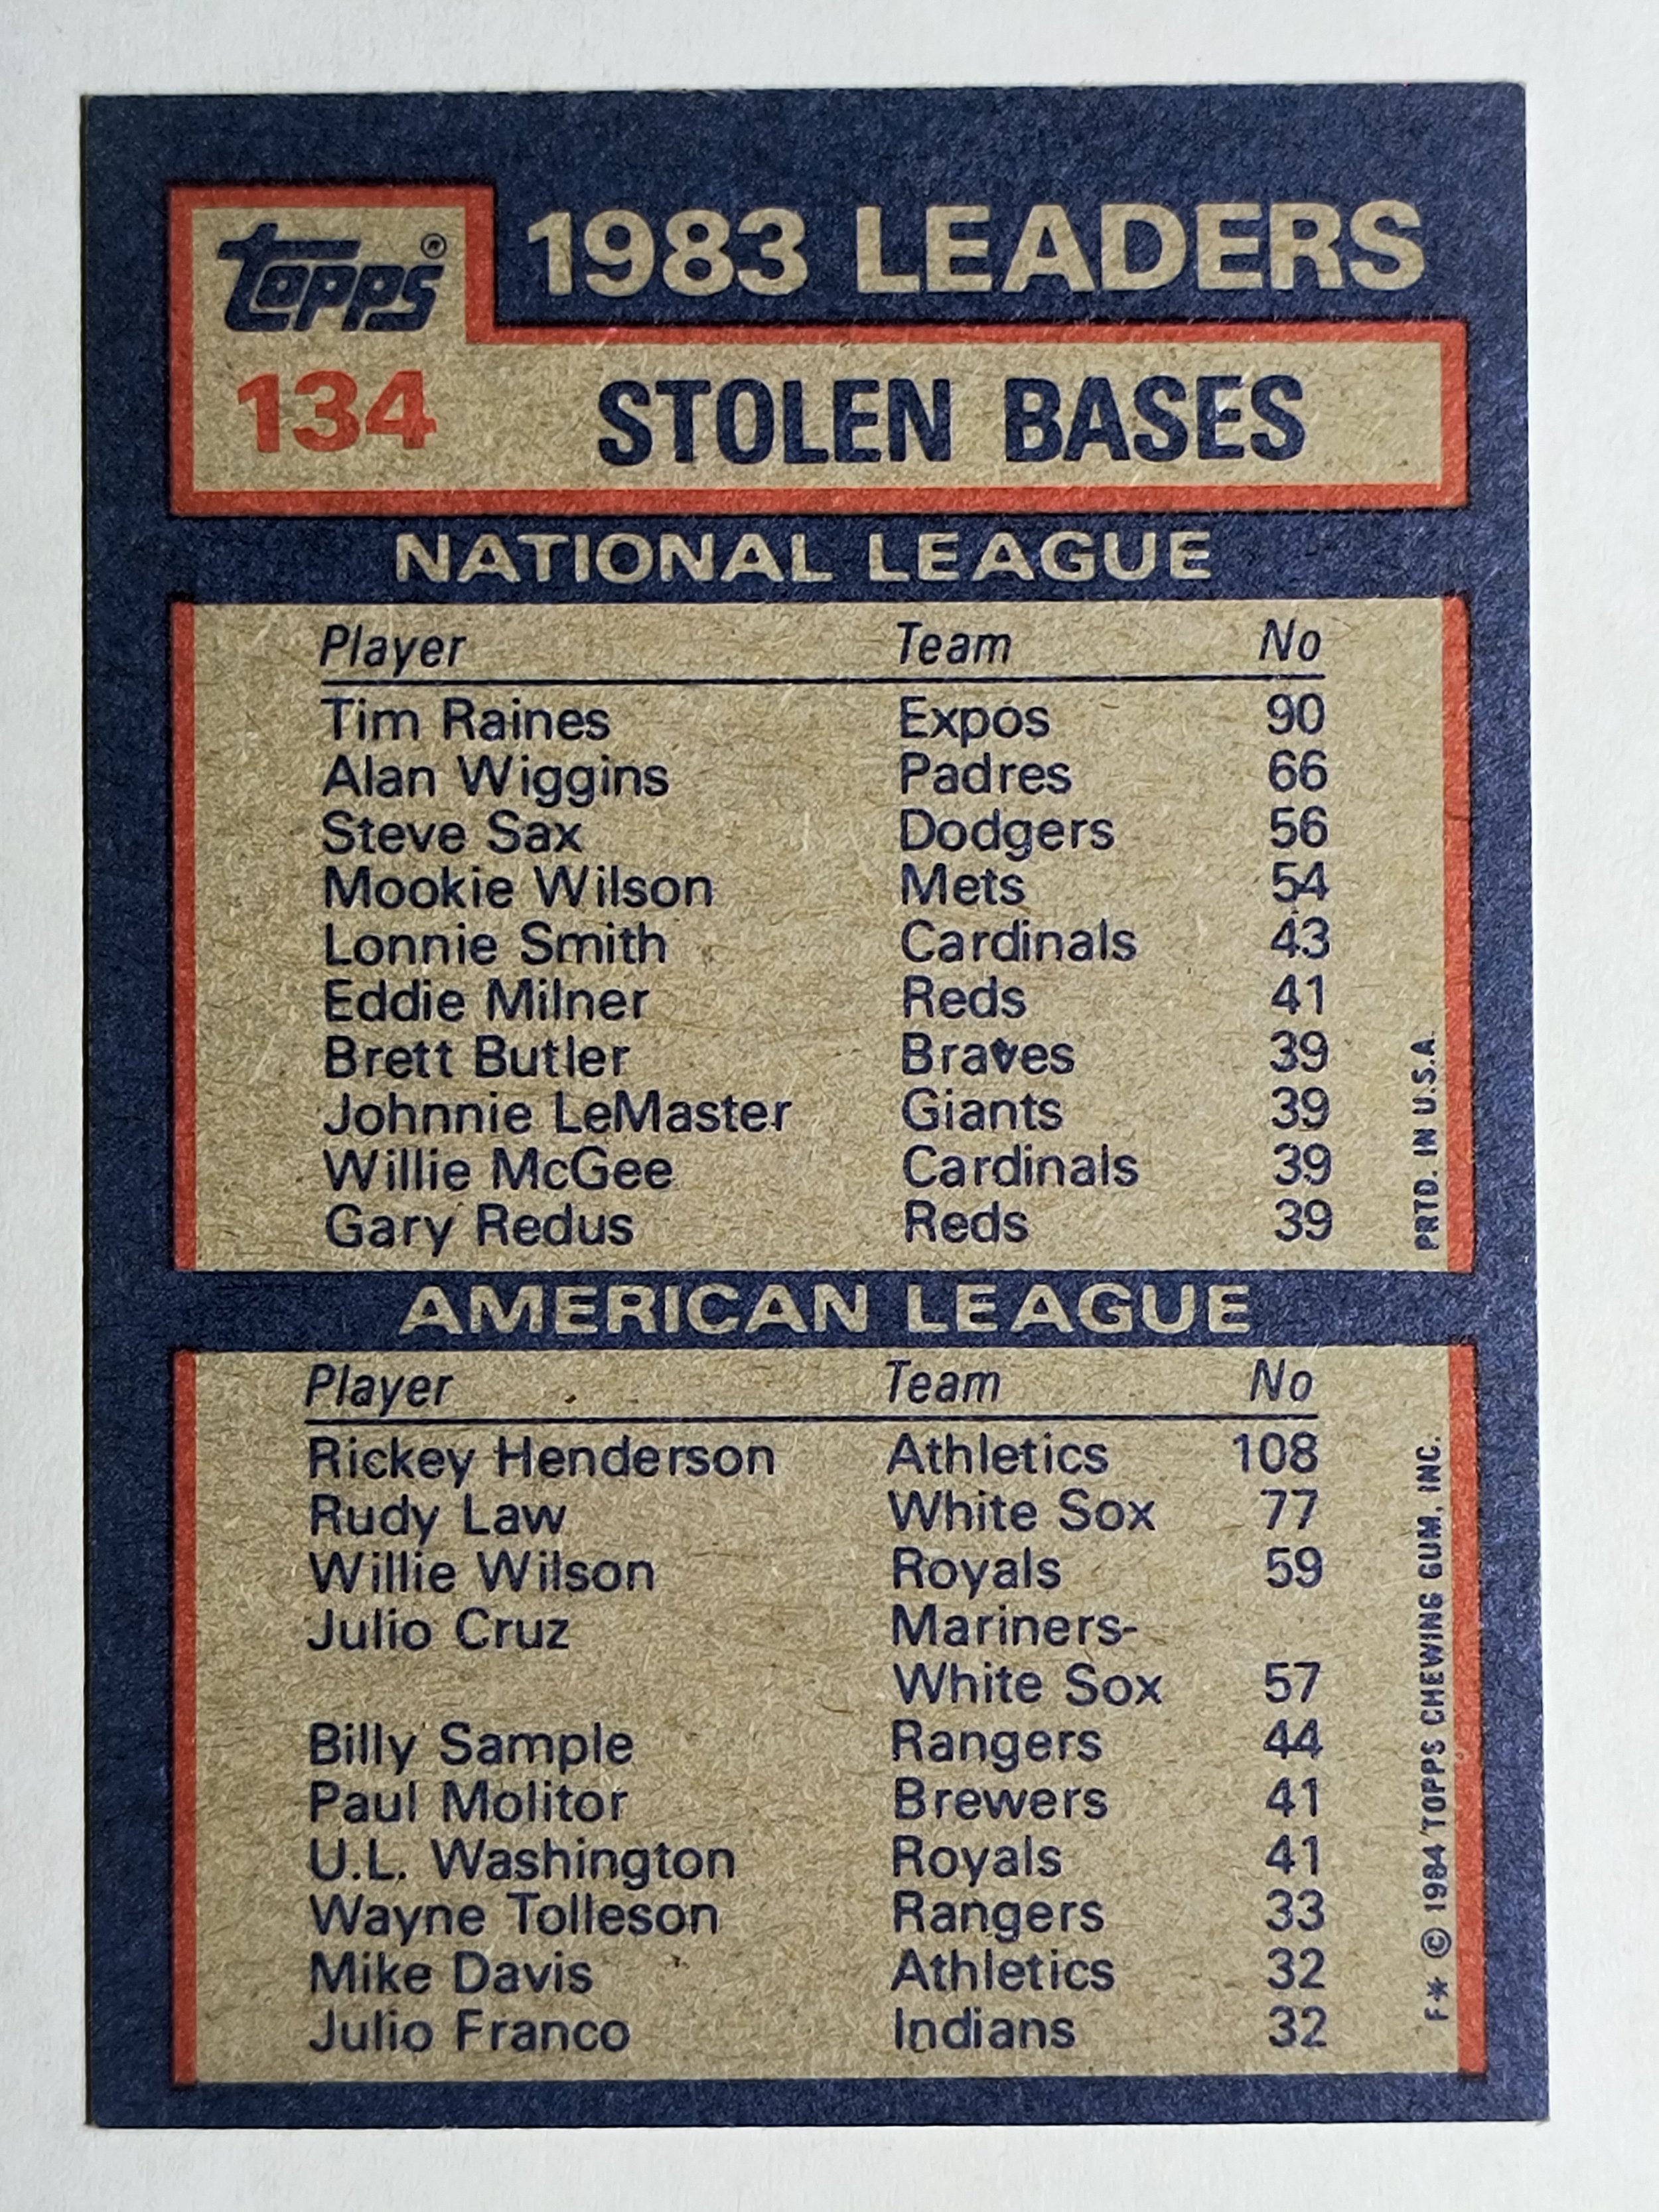 Topps® 1983 LEADERS
134 STOLEN BASES
NATIONAL LEAGUE
Player Team No
Tim Raines Expos 90
Alan Wiggins Padres 66
Steve Sax Dodgers 56
Mookie Wilson Mets 54
Lonnie Smith Cardinals 43
Eddie Milner Reds 41
Brett Butler Braves 39
Johnnie LeMaster Giants 39
Willie McGee Cardinals 39
Gary Redus Reds 39
PRTD. IN U.S.A.
AMERICAN LEAGUE
Player Team No
Rickey Henderson Athletics 108
Rudy Law White Sox 77
Willie Wilson Royals 59
Julio Cruz Mariners-
White Sox 57
Billy Sample Rangers 44
Paul Molitor Brewers 41
U.L. Washington Royals 41
Wayne Tolleson Rangers 33
Mike Davis Athletics 32
Julio Franco Indians 32
F* © 1984 TOPPS CHEWING GUM, INC.